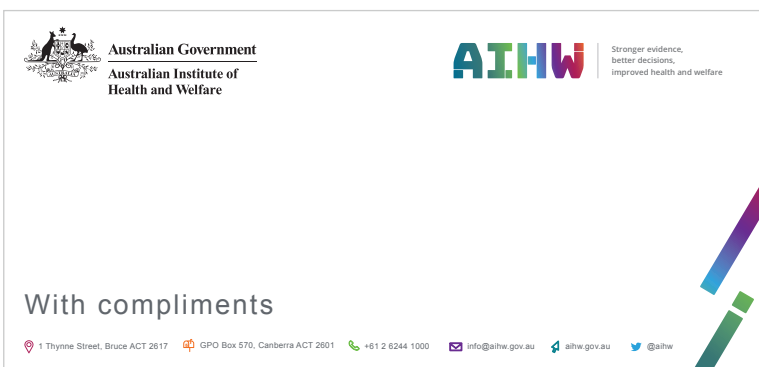 Australian Government
Australian Institute of
Health and Welfare
AIHW
Stronger evidence,
better decisions,
improved health and welfare
With compliments
1 Thynne Street, Bruce ACT 2617 GPO Box 570, Canberra ACT 2601 +61 2 6244 1000 info@aihw.gov.au aihw.gov.au @aihw